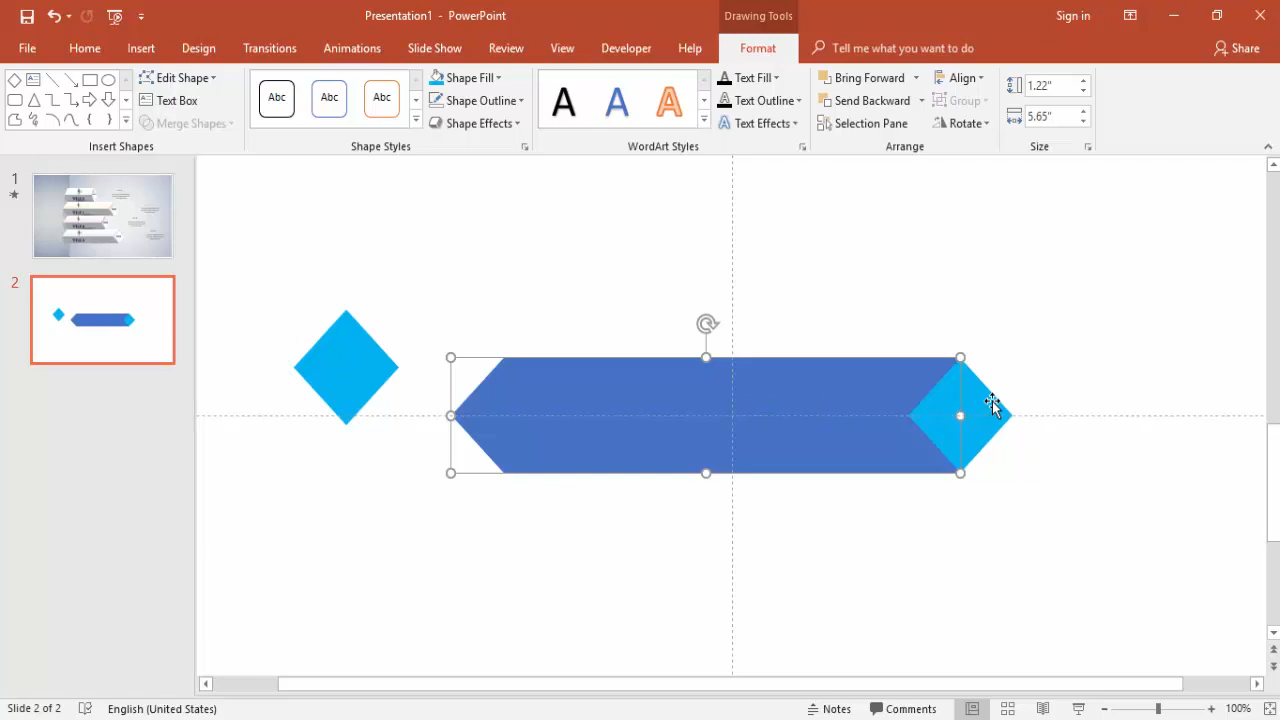 Presentation1 - PowerPoint
Drawing Tools
Sign in
File Home Insert Design Transitions Animations Slide Show Review View Developer Help Format Tell me what you want to do Share
Edit Shape
Text Box
Merge Shapes
Insert Shapes
Abc Abc Abc
Shape Fill
Shape Outline
Shape Effects
Shape Styles
A A A
Text Fill
Text Outline
Text Effects
WordArt Styles
Bring Forward
Send Backward
Selection Pane
Align
Group
Rotate
Arrange
1.22"
5.65"
Size
1
2
Slide 2 of 2 English (United States) Notes Comments 100%